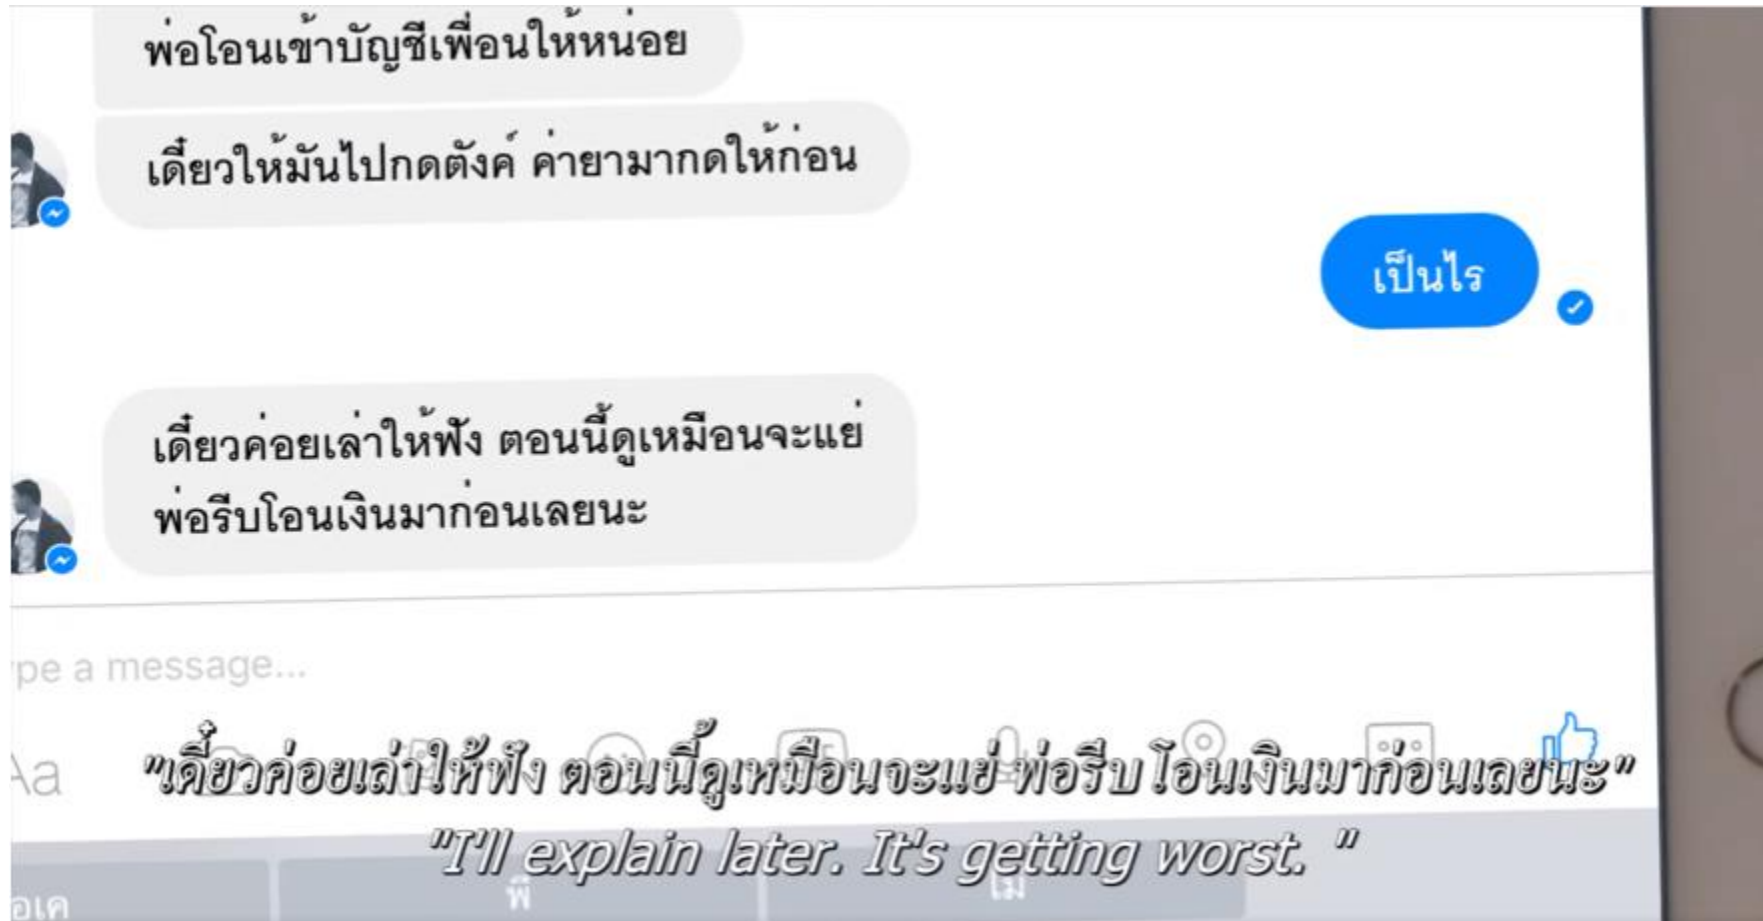 พ่อโอนเข้าบัญชีเพื่อนให้หน่อย
เดี๋ยวให้มันไปกดตังค์ ค่ายามากดให้ก่อน
เป็นไร
เดี๋ยวค่อยเล่าให้ฟัง ตอนนี้ดูเหมือนจะแย่
พ่อรีบโอนเงินมาก่อนเลยนะ
pe a message...
Aa
"เดี๋ยวค่อยเล่าให้ฟัง ตอนนี้ดูเหมือนจะแย่ พ่อรีบโอนเงินมาก่อนเลยนะ"
"I'll explain later. It's getting worst. "